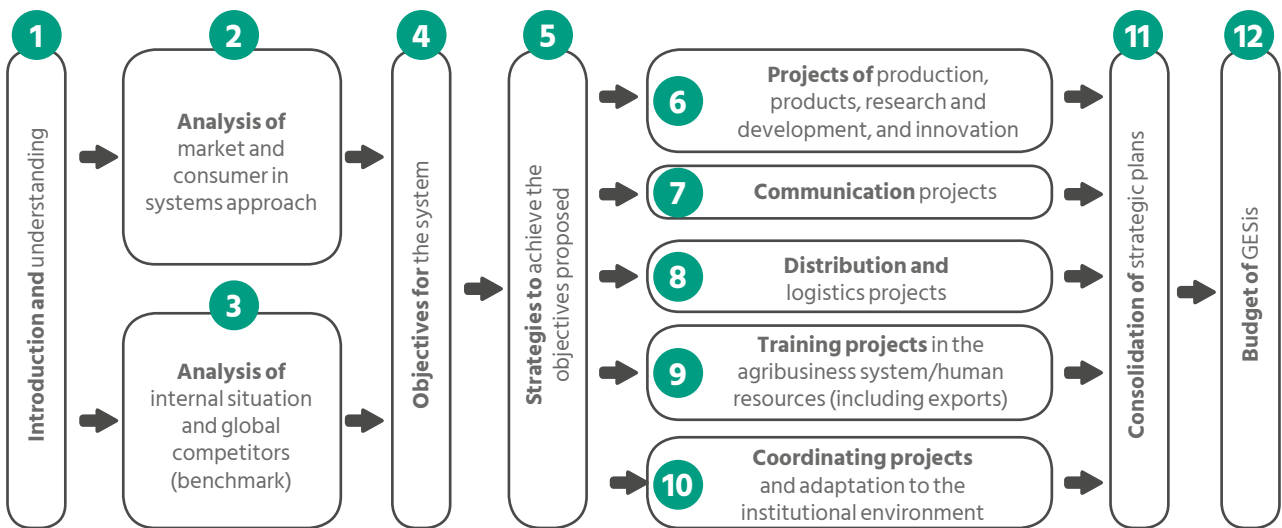 1
Introduction and understanding
2
Analysis of
market and
consumer in
systems approach
3
Analysis of
internal situation
and global
competitors
(benchmark)
4
Objectives for the system
5
Strategies to achieve the
objectives proposed
6
Projects of production,
products, research and
development, and innovation
7
Communication projects
8
Distribution and
logistics projects
9
Training projects in the
agribusiness system/human
resources (including exports)
10
Coordinating projects
and adaptation to the
institutional environment
11
Consolidation of strategic plans
12
Budget of GESis